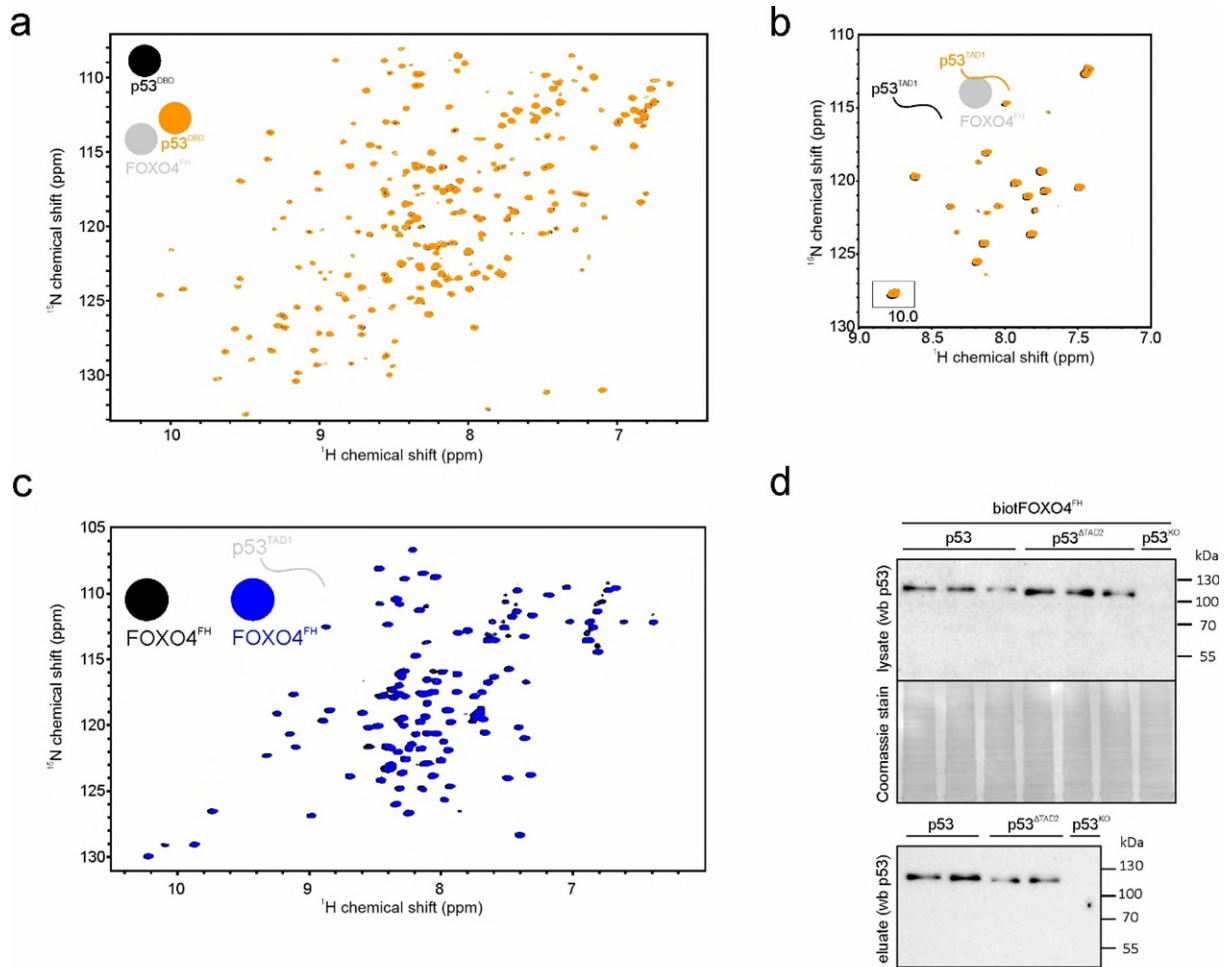 a
p53DBD
p53DBD
FOXO4FH
110
115
120
125
130
15N chemical shift (ppm)
10
9
8
7
1H chemical shift (ppm)
b
p53TAD1
p53TAD1
FOXO4FH
110
115
120
125
130
15N chemical shift (ppm)
10.0
9.0
8.5
8.0
7.5
7.0
1H chemical shift (ppm)
c
p53TAD1
FOXO4FH
FOXO4FH
105
110
115
120
125
130
15N chemical shift (ppm)
10
9
8
7
1H chemical shift (ppm)
d
biotFOXO4FH
p53 p53ΔTAD2 p53KO
kDa
130
100
70
55
lysate (wb p53)
Coomassie stain
p53 p53ΔTAD2 p53KO
kDa
130
100
70
55
eluate (wb p53)